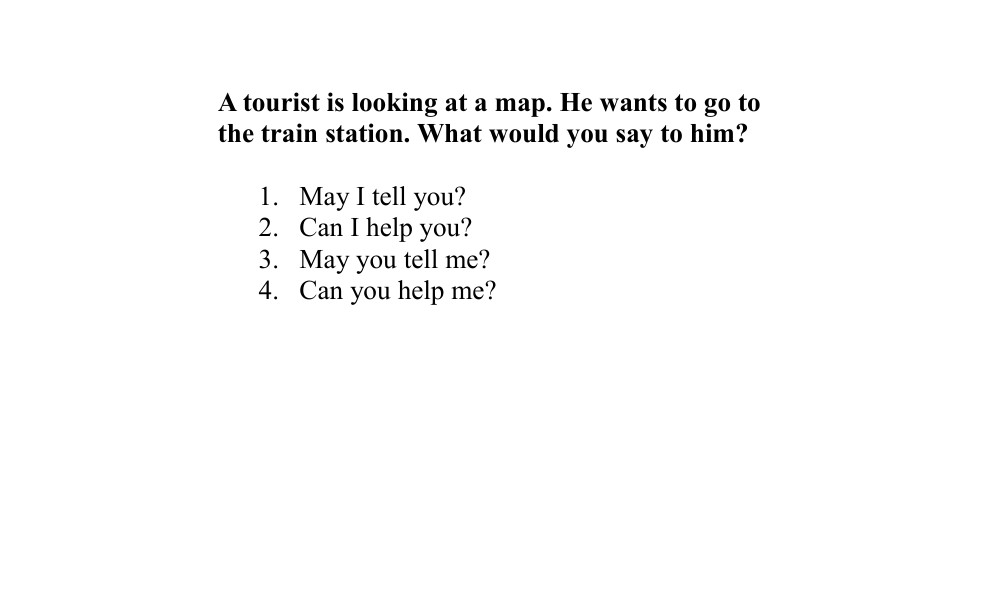 A tourist is looking at a map. He wants to go to
the train station. What would you say to him?
1. May I tell you?
2. Can I help you?
3. May you tell me?
4. Can you help me?